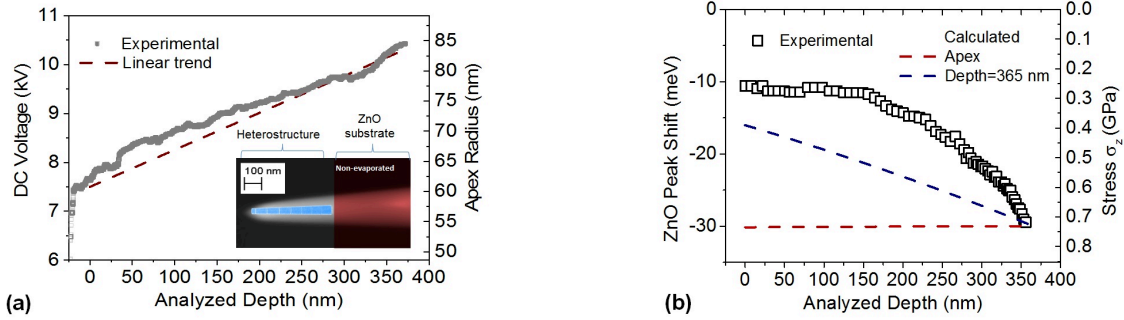 11
10
9
8
7
6
DC Voltage (kV)
Experimental
Linear trend
85
80
75
70
65
60
55
50
Apex Radius (nm)
Heterostructure
ZnO
substrate
100 nm
Non-evaporated
0 50 100 150 200 250 300 350 400
Analyzed Depth (nm)
(a)
0
-10
-20
-30
ZnO Peak Shift (meV)
Experimental
Calculated
Apex
Depth=365 nm
0.0
0.1
0.2
0.3
0.4
0.5
0.6
0.7
0.8
Stress σz (GPa)
0 50 100 150 200 250 300 350 400
Analyzed Depth (nm)
(b)